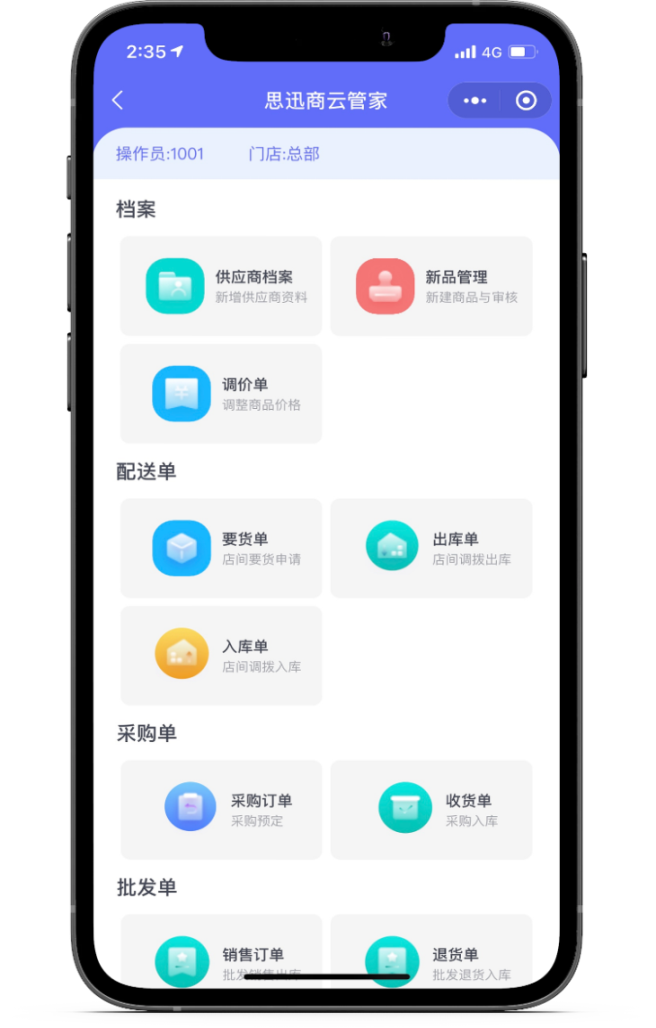 2:35 4G
思迅商云管家
操作员:1001 门店:总部
档案
供应商档案 新品管理
新增供应商资料 新建商品与审核
调价单
调整商品价格
配送单
要货单 出库单
店间要货申请 店间调拨出库
入库单
店间调拨入库
采购单
采购订单 收货单
采购预定 采购入库
批发单
销售订单 退货单
批发销售出库 批发退货入库